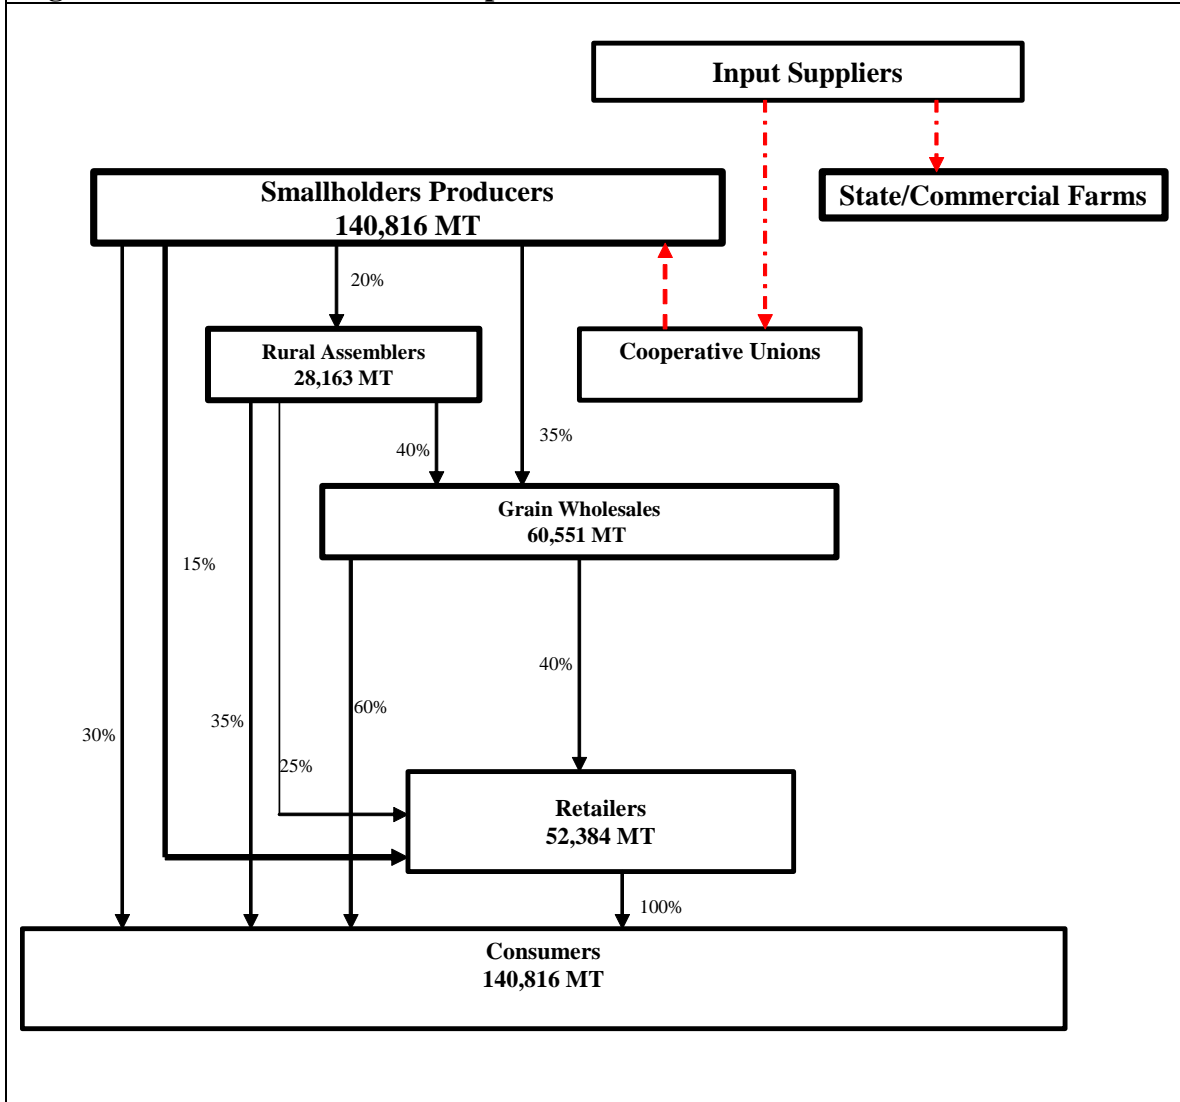 Input Suppliers
Smallholders Producers
140,816 MT
State/Commercial Farms
20%
Rural Assemblers
28,163 MT
Cooperative Unions
40%
35%
Grain Wholesales
60,551 MT
15%
40%
60%
35%
30%
25%
Retailers
52,384 MT
100%
Consumers
140,816 MT